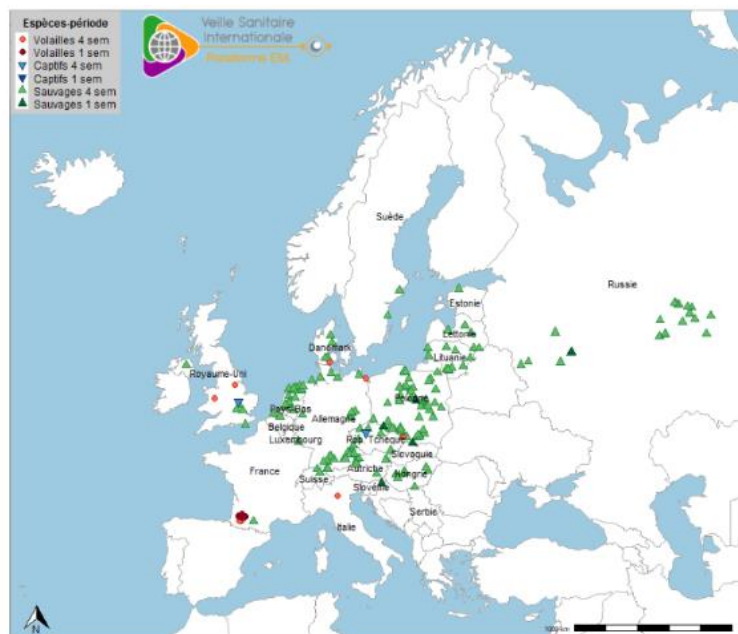 Espèces-période
Volailles 4 sem
Volailles 1 sem
Captifs 4 sem
Captifs 1 sem
Sauvages 4 sem
Sauvages 1 sem
Veille Sanitaire
Internationale
Plateforme ESA
Suède
Russie
Estonie
Lettonie
Danemark
Lituanie
Royaume-Uni
Pays-Bas
Pologne
Allemagne
Belgique
Luxembourg
Rép. Tchèque
Slovaquie
France
Autriche
Hongrie
Suisse
Slovénie
Serbie
Italie
N